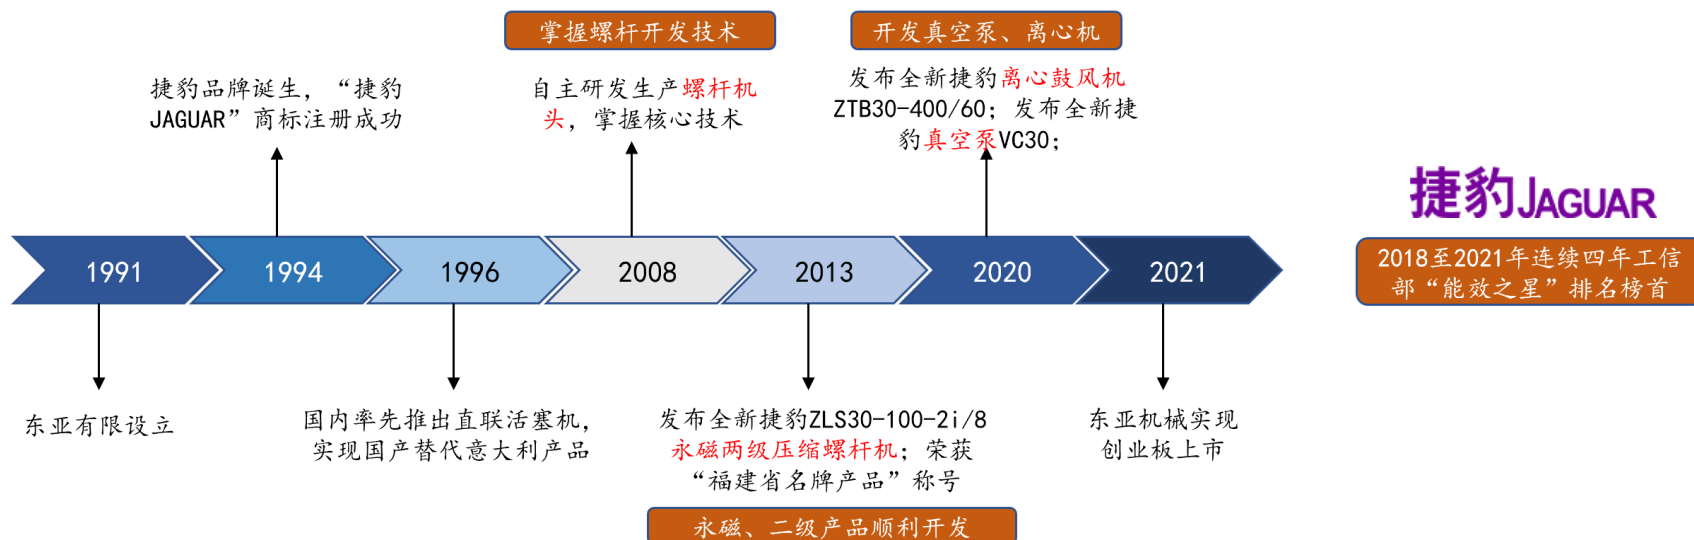 掌握螺杆开发技术
开发真空泵、离心机
捷豹品牌诞生，“捷豹
JAGUAR”商标注册成功
自主研发生产螺杆机
头，掌握核心技术
发布全新捷豹离心鼓风机
ZTB30-400/60；发布全新捷
豹真空泵VC30；
捷豹JAGUAR
2018至2021年连续四年工信
部“能效之星”排名榜首
1991
1994
1996
2008
2013
2020
2021
东亚有限设立
国内率先推出直联活塞机，
实现国产替代意大利产品
发布全新捷豹ZLS30-100-2i/8
永磁两级压缩螺杆机；荣获
“福建省名牌产品”称号
东亚机械实现
创业板上市
永磁、二级产品顺利开发